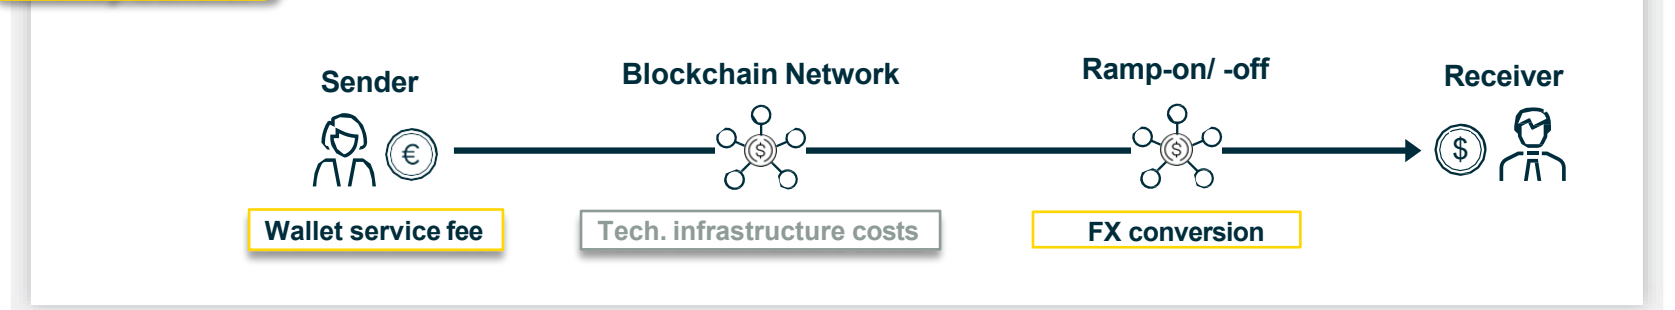 Sender
Blockchain Network
Ramp-on/ -off
Receiver
€
$
$
$
Wallet service fee
Tech. infrastructure costs
FX conversion